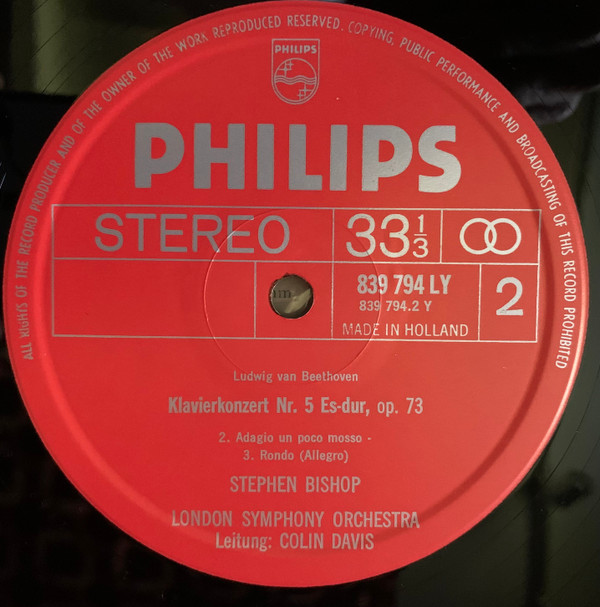 ALL RIGHTS OF THE RECORD PRODUCER AND OF THE OWNER OF THE WORK REPRODUCED RESERVED. COPYING, PUBLIC PERFORMANCE AND BROADCASTING OF THIS RECORD PROHIBITED
PHILIPS
PHILIPS
STEREO
33 1/3
839 794 LY
839 794.2 Y
MADE IN HOLLAND
2
Ludwig van Beethoven
Klavierkonzert Nr. 5 Es-dur, op. 73
2. Adagio un poco mosso -
3. Rondo (Allegro)
STEPHEN BISHOP
LONDON SYMPHONY ORCHESTRA
Leitung: COLIN DAVIS